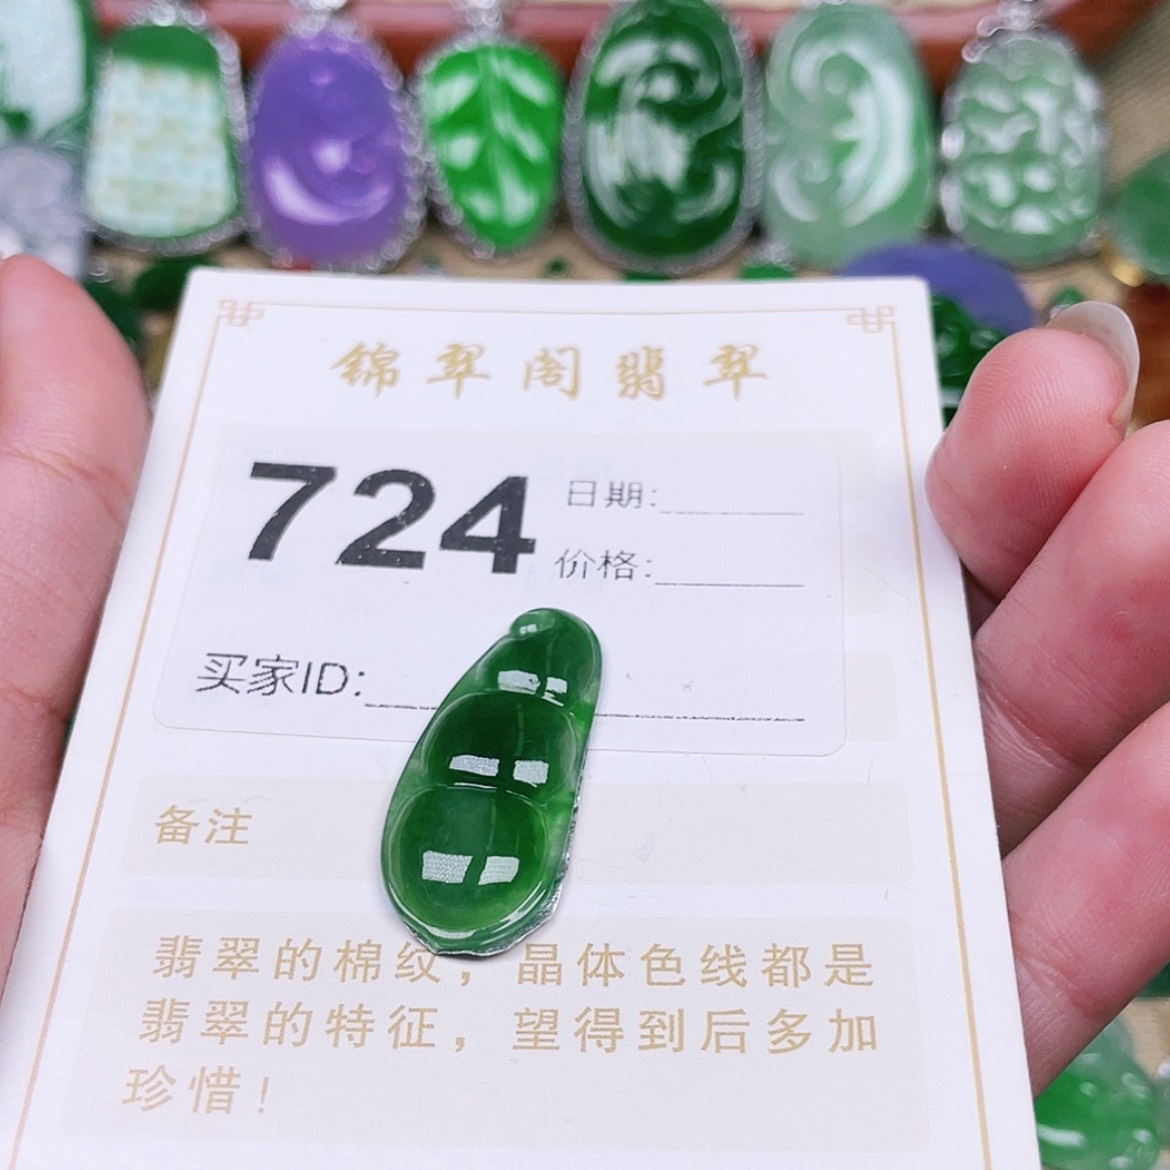 锦翠阁翡翠
724
日期:
价格:
买家ID:
备注
翡翠的棉纹，晶体色线都是
翡翠的特征，望得到后多加
珍惜！